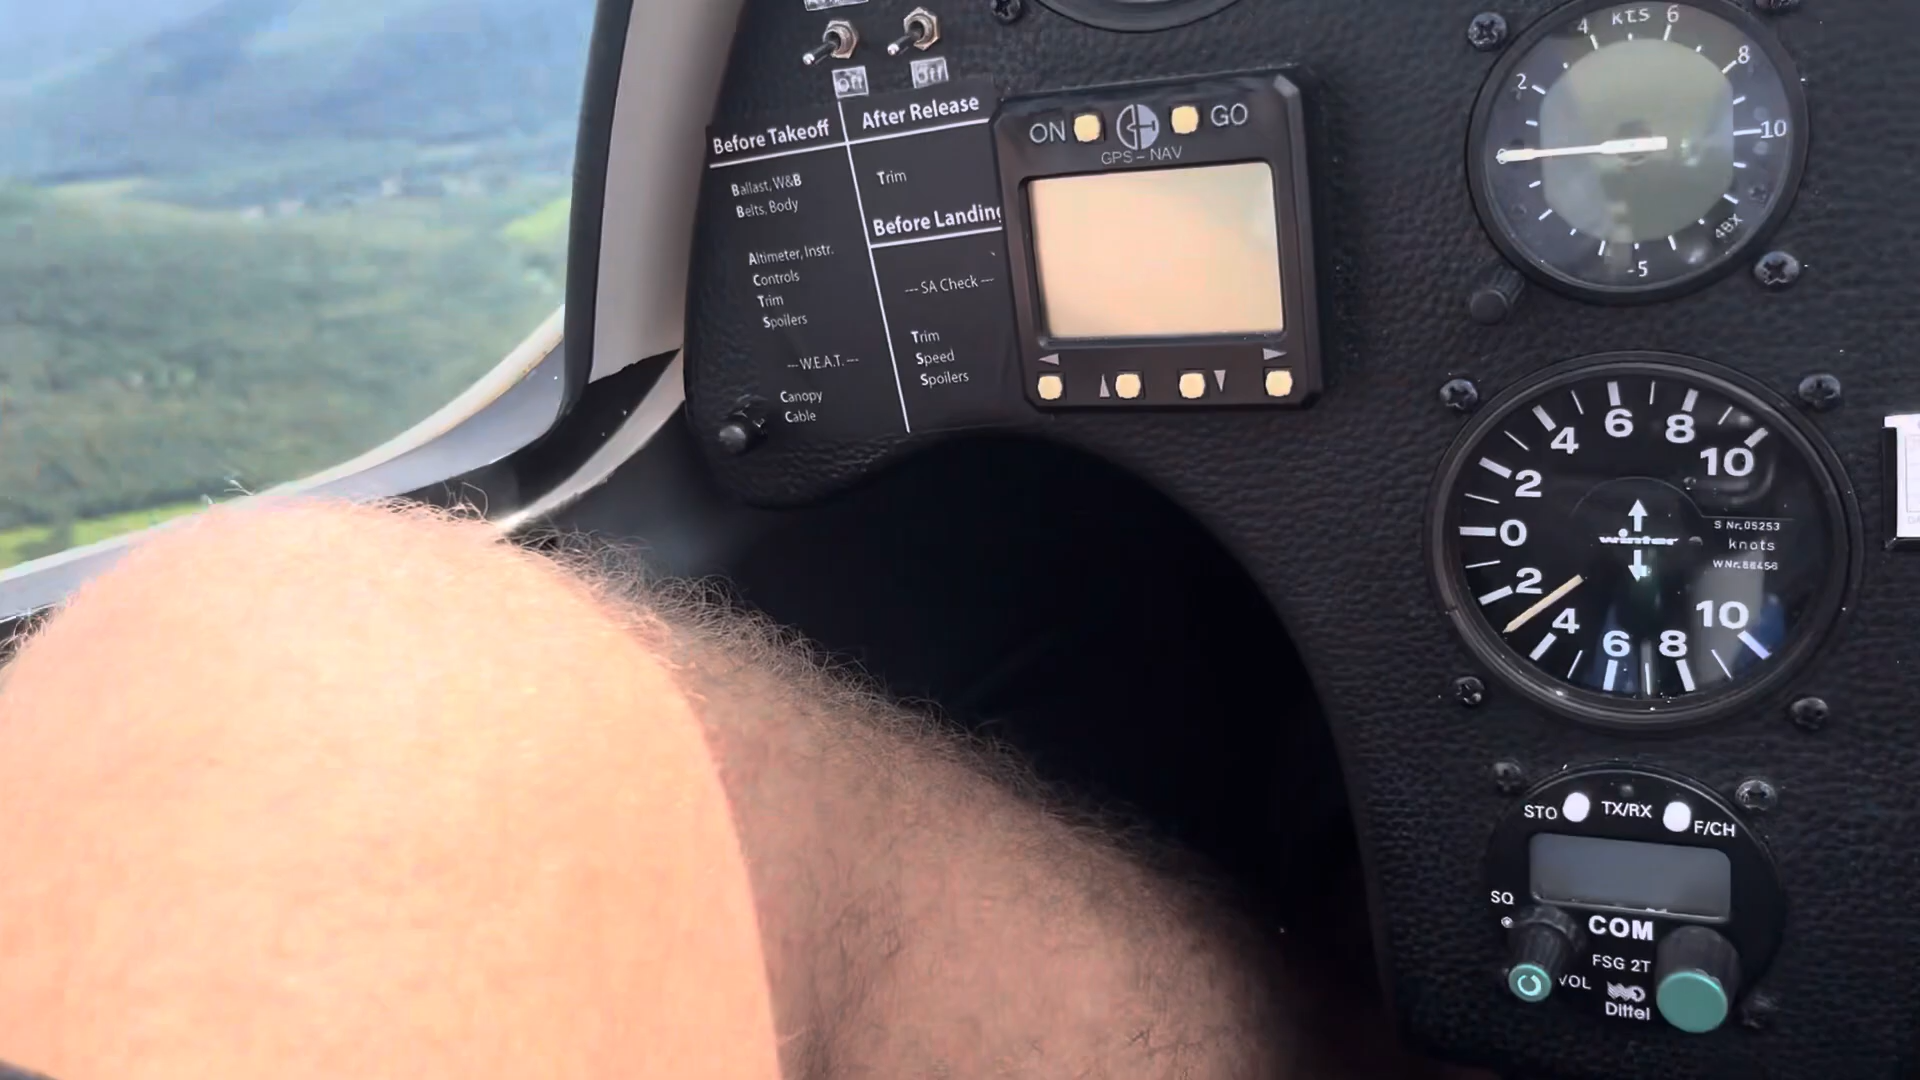 Off
Off
Before Takeoff
After Release
Ballast, W&B
Belts, Body
Trim
Before Landing
Altimeter, Instr.
Controls
Trim
Spoilers
--- SA Check ---
Trim
Speed
Spoilers
--- W.E.A.T. ---
Canopy
Cable
ON
GO
GPS - NAV
KTS
2
4
6
8
10
-5
4BX
0
2
4
6
8
10
2
4
6
8
10
winter
S Nr. 05253
knots
W Nr.
STO
TX/RX
F/CH
SQ
COM
FSG 2T
VOL
Dittel